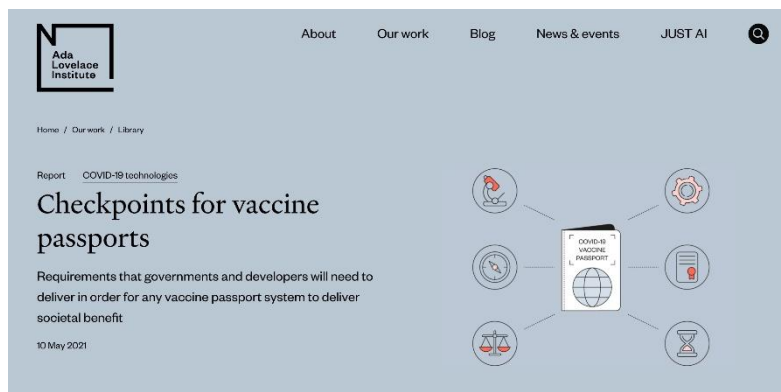 Ada
Lovelace
Institute
About Our work Blog News & events JUST AI
Home / Our work / Library
Report COVID-19 technologies
Checkpoints for vaccine
passports
Requirements that governments and developers will need to
deliver in order for any vaccine passport system to deliver
societal benefit
10 May 2021
COVID-19
VACCINE
PASSPORT